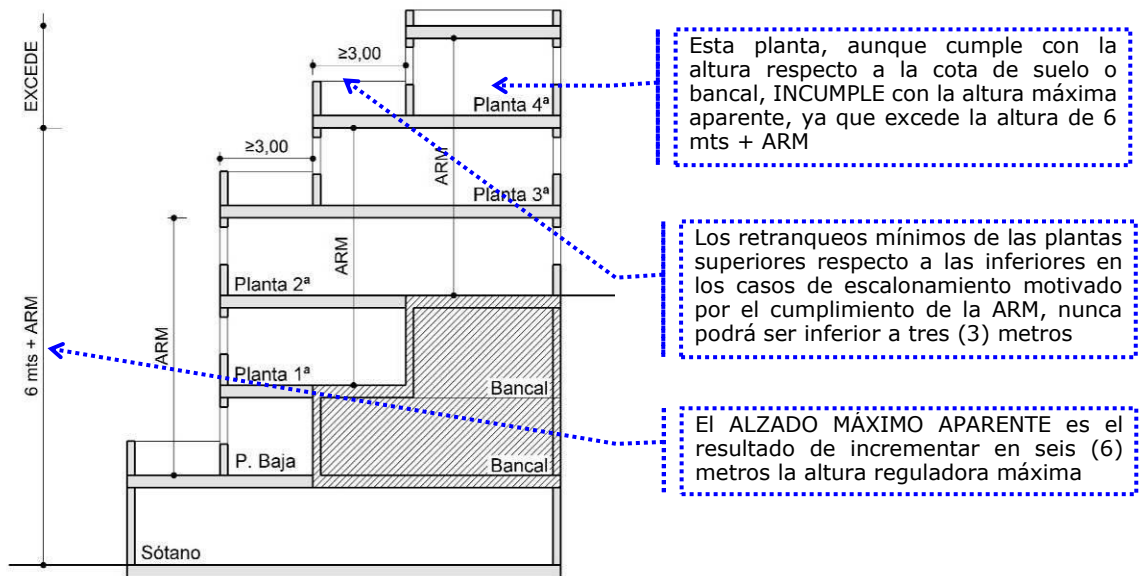 EXCEDE
≥3,00
Planta 4ª
≥3,00
ARM
ARM
Planta 3ª
ARM
Planta 2ª
6 mts + ARM
ARM
Planta 1ª
Bancal
P. Baja
Bancal
Sótano
Esta planta, aunque cumple con la
altura respecto a la cota de suelo o
bancal, INCUMPLE con la altura máxima
aparente, ya que excede la altura de 6
mts + ARM
Los retranqueos mínimos de las plantas
superiores respecto a las inferiores en
los casos de escalonamiento motivado
por el cumplimiento de la ARM, nunca
podrá ser inferior a tres (3) metros
El ALZADO MÁXIMO APARENTE es el
resultado de incrementar en seis (6)
metros la altura reguladora máxima